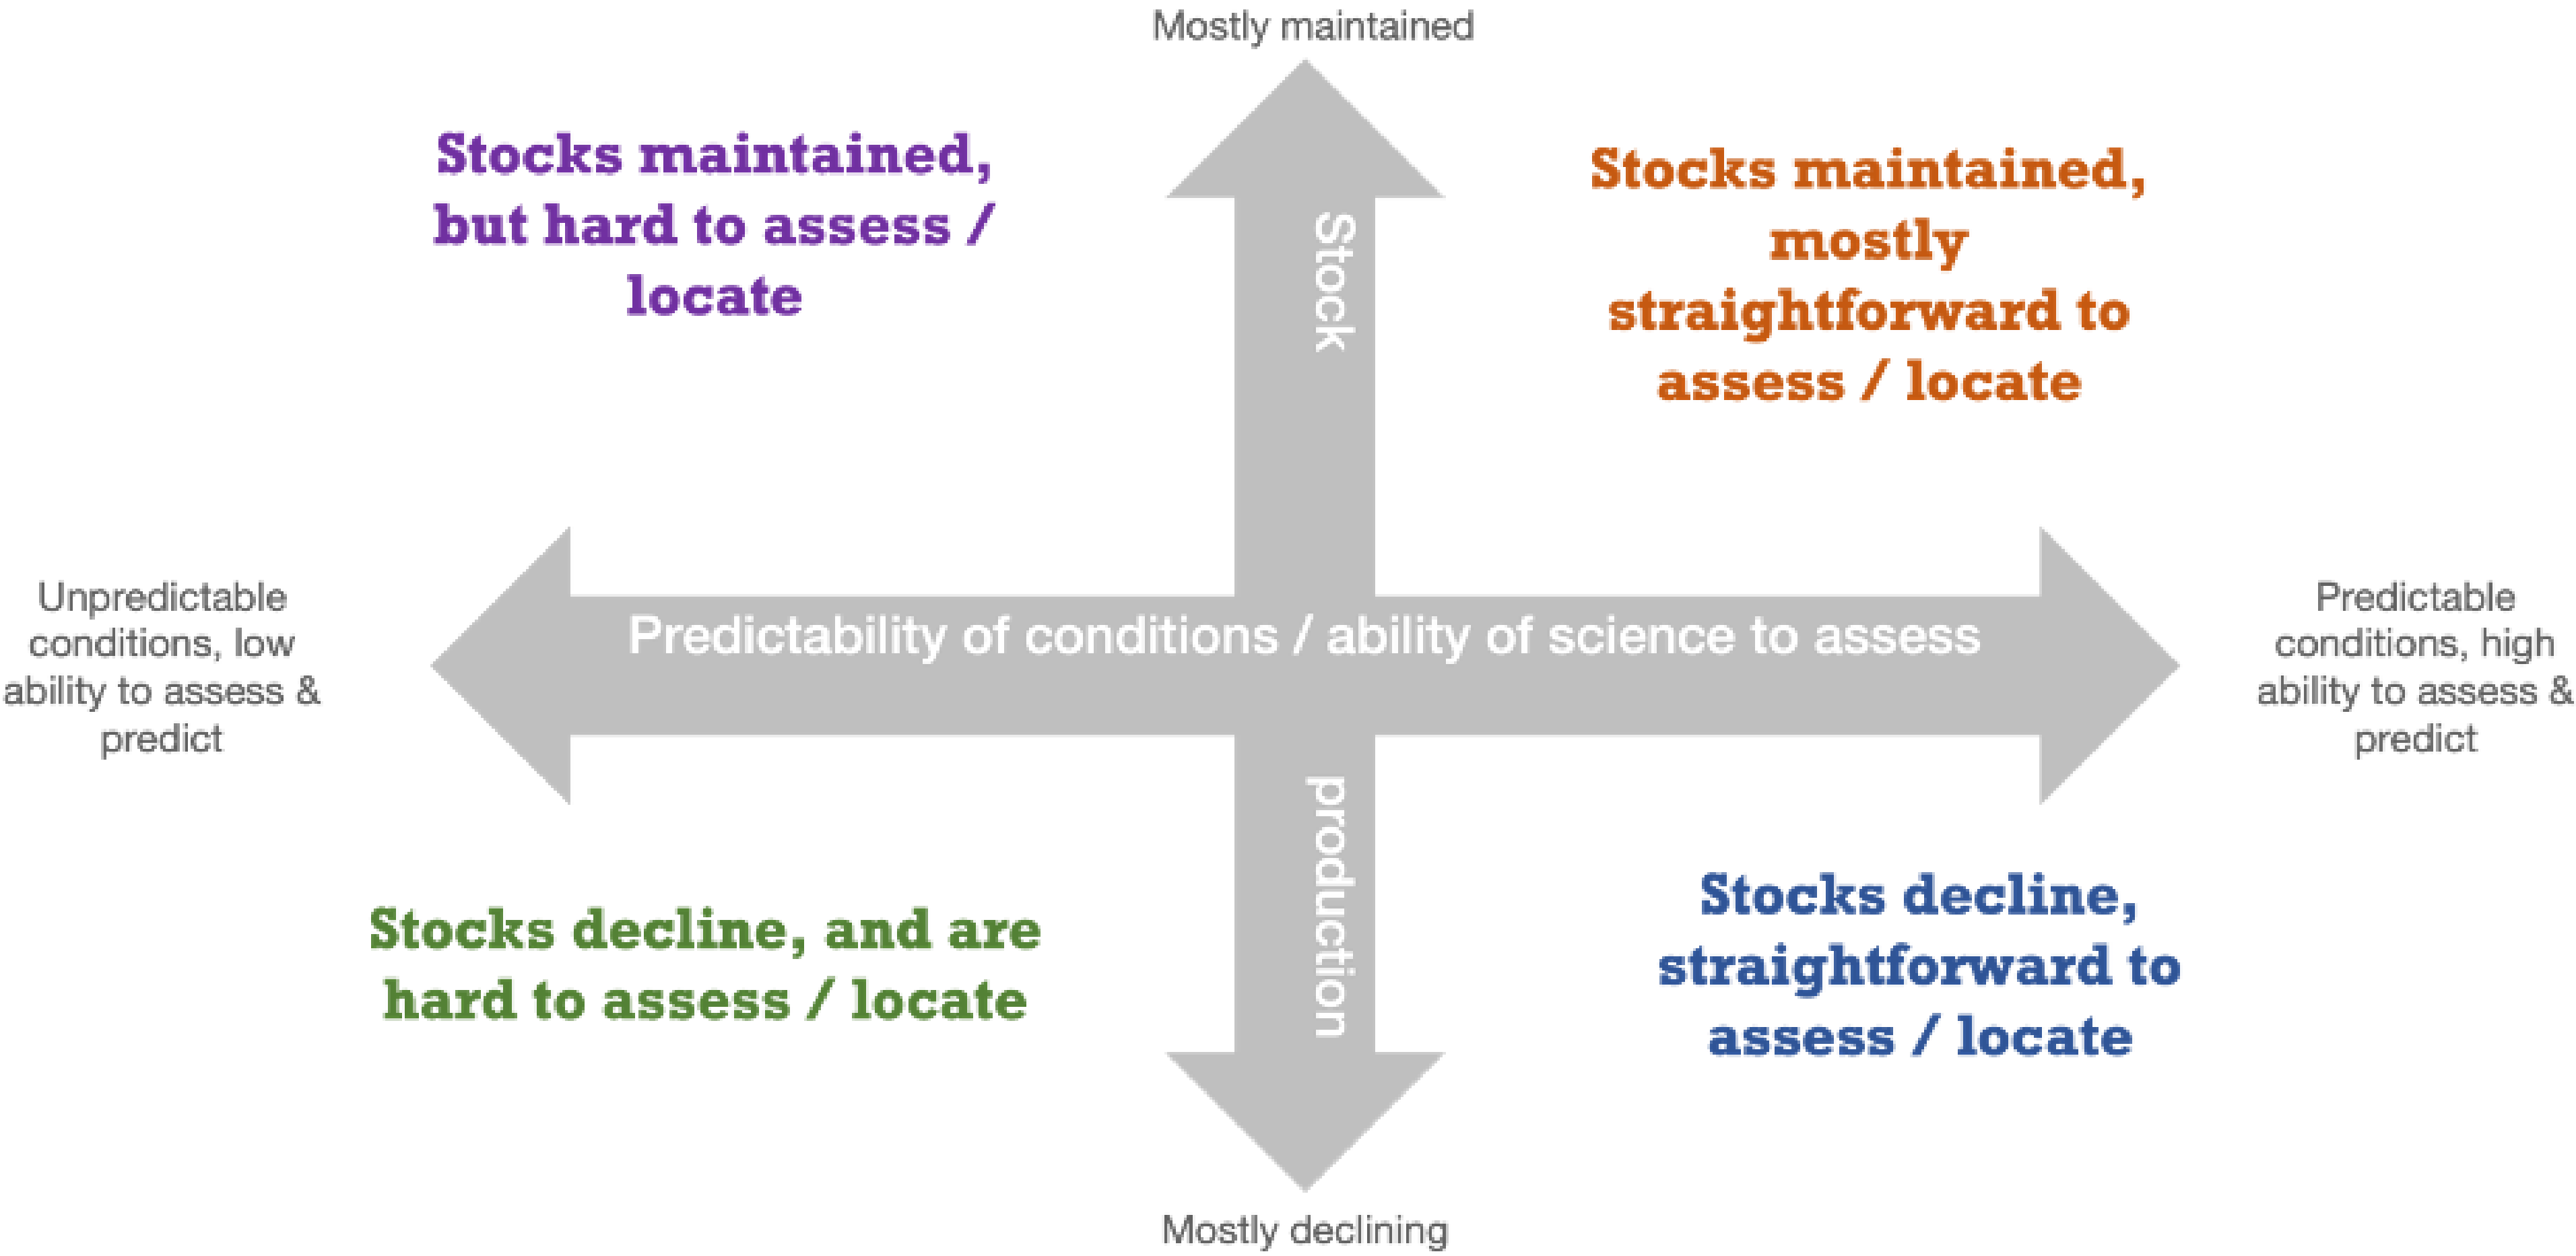 Mostly maintained
Stocks maintained,
but hard to assess /
locate
Stocks maintained,
mostly
straightforward to
assess / locate
Stock
production
Unpredictable
conditions, low
ability to assess &
predict
Predictability of conditions / ability of science to assess
Predictable
conditions, high
ability to assess &
predict
Stocks decline, and are
hard to assess / locate
Stocks decline,
straightforward to
assess / locate
Mostly declining